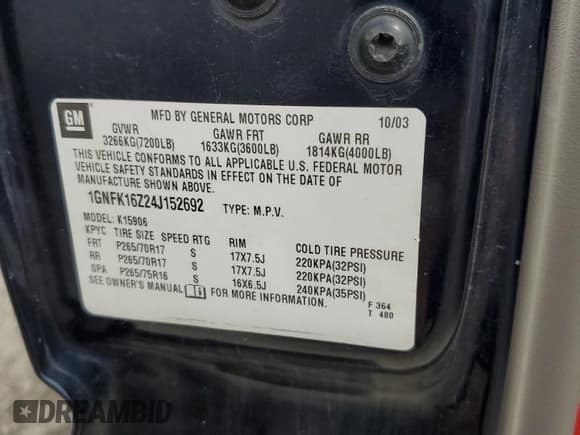 GM
MFD BY GENERAL MOTORS CORP 10/03
GVWR GAWR FRT GAWR RR
3266KG(7200LB) 1633KG(3600LB) 1814KG(4000LB)
THIS VEHICLE CONFORMS TO ALL APPLICABLE U.S. FEDERAL MOTOR
VEHICLE SAFETY STANDARDS IN EFFECT ON THE DATE OF
MANUFACTURE SHOWN ABOVE.
1GNFK16Z24J152692 TYPE: M.P.V.
MODEL: K15906
KPYC TIRE SIZE SPEED RTG RIM COLD TIRE PRESSURE
FRT P265/70R17 S 17X7.5J 220KPA(32PSI)
RR P265/70R17 S 17X7.5J 220KPA(32PSI)
SPA P265/75R16 S 16X6.5J 240KPA(35PSI)
SEE OWNER'S MANUAL FOR MORE INFORMATION.
F 364
T 480
DREAMBID